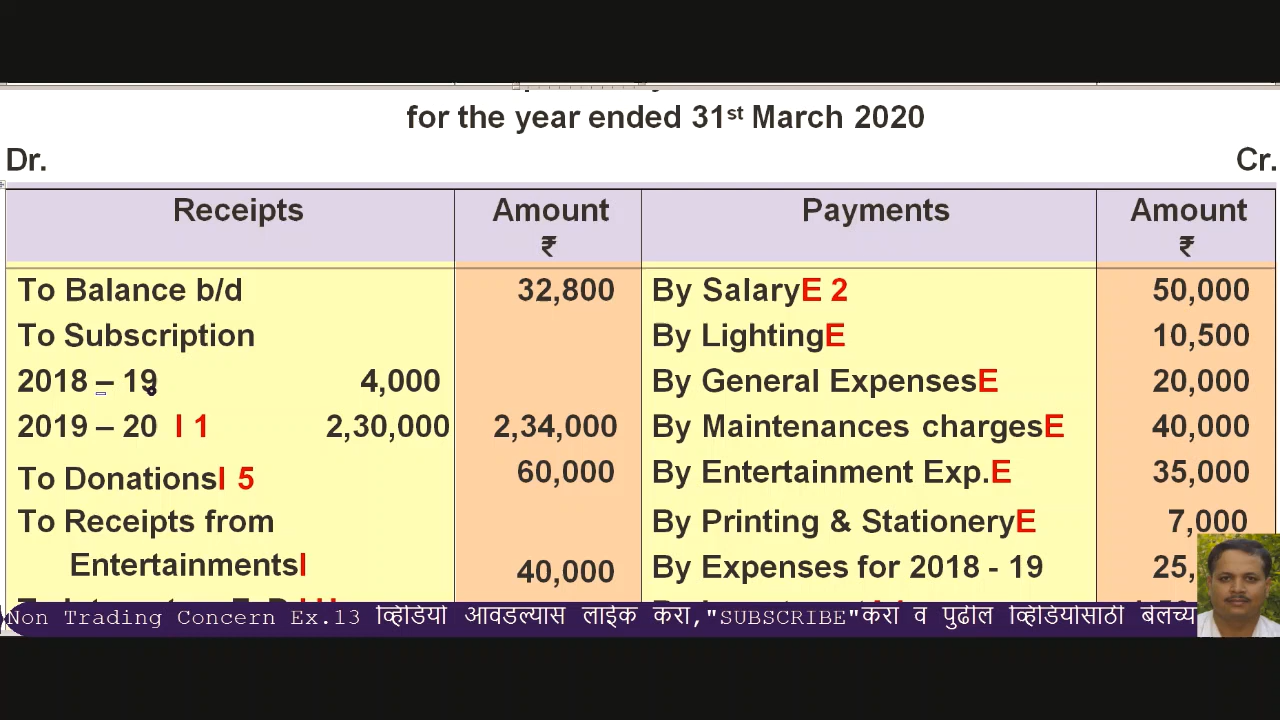 for the year ended 31st March 2020
Dr. Cr.
Receipts Amount ₹ Payments Amount ₹
To Balance b/d 32,800 By SalaryE 2 50,000
To Subscription By LightingE 10,500
2018 – 19 4,000 By General ExpensesE 20,000
2019 – 20 I 1 2,30,000 2,34,000 By Maintenances chargesE 40,000
To DonationsI 5 60,000 By Entertainment Exp.E 35,000
To Receipts from By Printing & StationeryE 7,000
EntertainmentsI 40,000 By Expenses for 2018 - 19 25,
Non Trading Concern Ex.13 व्हिडियो आवडल्यास लाईक करा,"SUBSCRIBE"करा व पुढील व्हिडियोसाठी बेलच्य